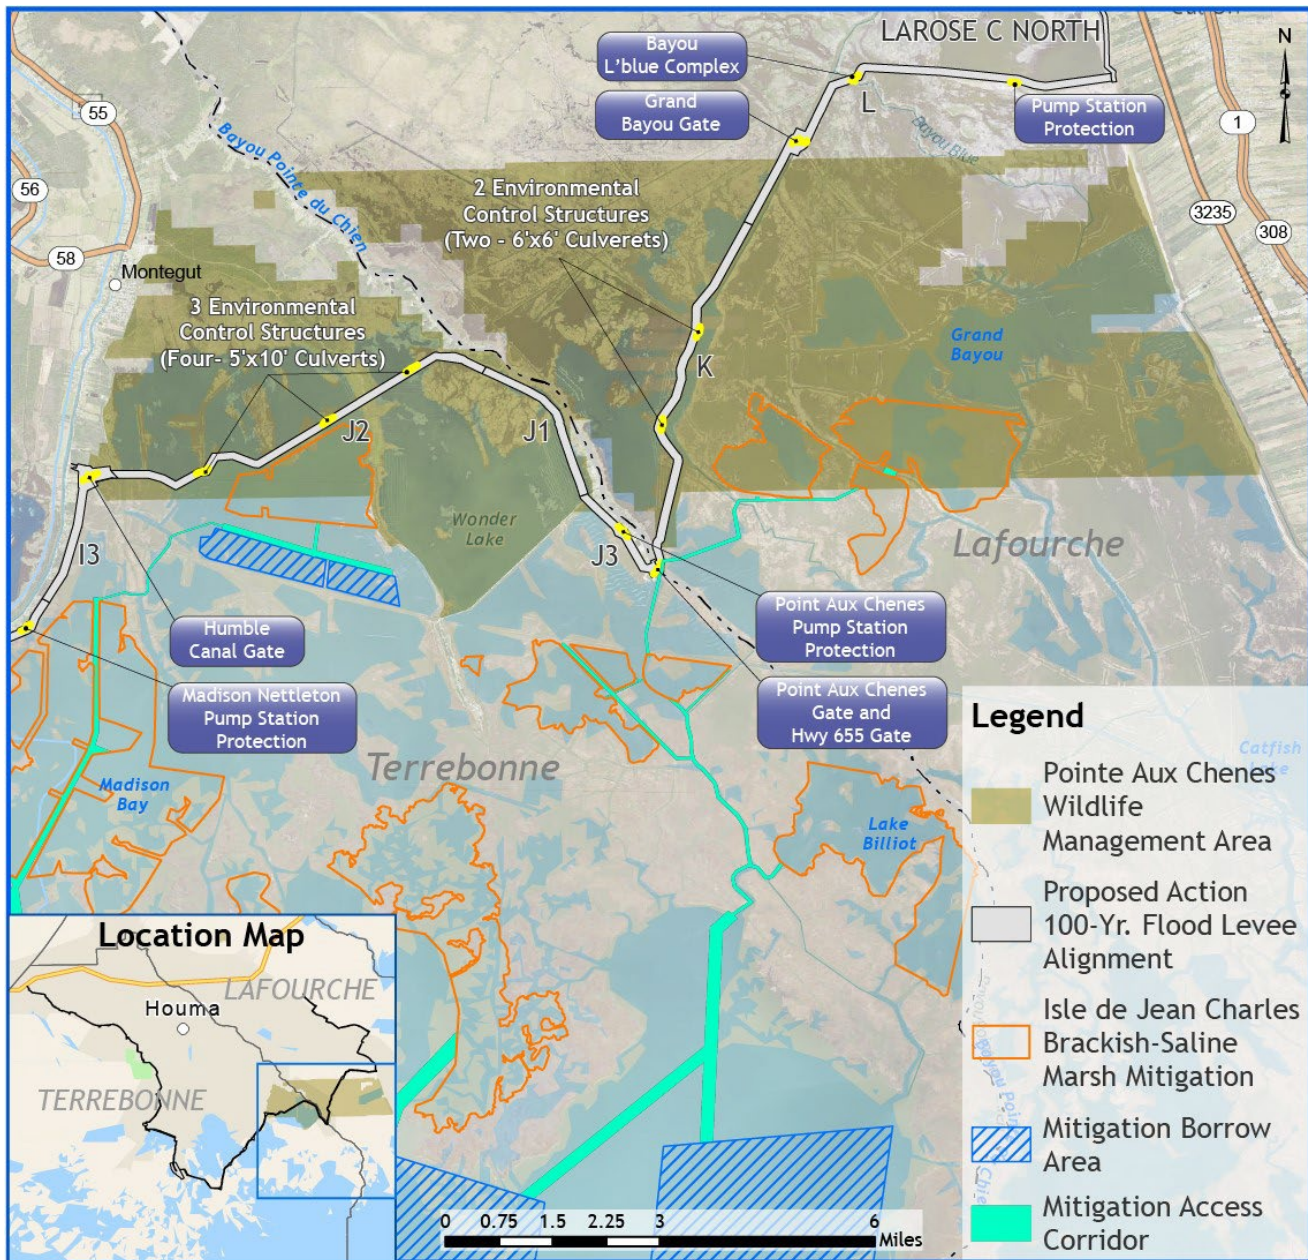 LAROSE C NORTH
N
Bayou
L'blue Complex
Grand
Bayou Gate
L
Pump Station
Protection
Bayou Blue
55
1
56
3235
308
58
Montegut
Bayou Pointe du Chien
2 Environmental
Control Structures
(Two - 6'x6' Culverets)
3 Environmental
Control Structures
(Four- 5'x10' Culverts)
Grand
Bayou
K
J2
J1
Wonder
Lake
Lafourche
I3
J3
Humble
Canal Gate
Point Aux Chenes
Pump Station
Protection
Madison Nettleton
Pump Station
Protection
Point Aux Chenes
Gate and
Hwy 655 Gate
Terrebonne
Madison
Bay
Lake
Billiot
Catfish
Lake
Legend
Pointe Aux Chenes
Wildlife
Management Area
Proposed Action
100-Yr. Flood Levee
Alignment
Isle de Jean Charles
Brackish-Saline
Marsh Mitigation
Mitigation Borrow
Area
Mitigation Access
Corridor
Location Map
LAFOURCHE
Houma
TERREBONNE
0 0.75 1.5 2.25 3 6
Miles